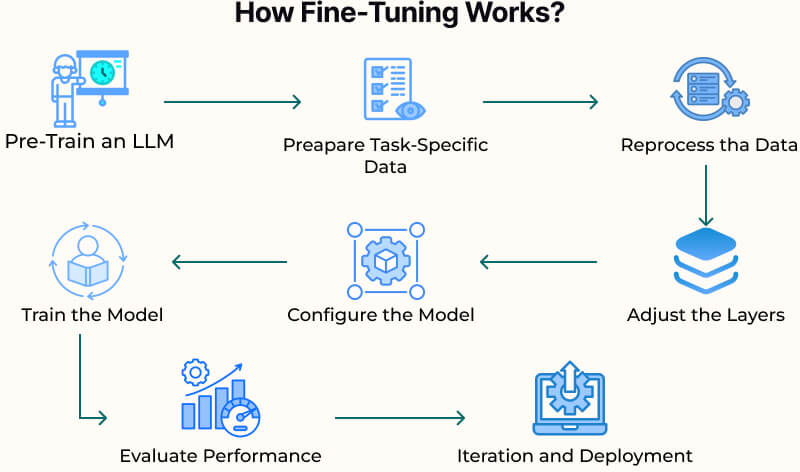 How Fine-Tuning Works?
Pre-Train an LLM
Preapare Task-Specific
Data
Reprocess tha Data
Train the Model
Configure the Model
Adjust the Layers
Evaluate Performance
Iteration and Deployment